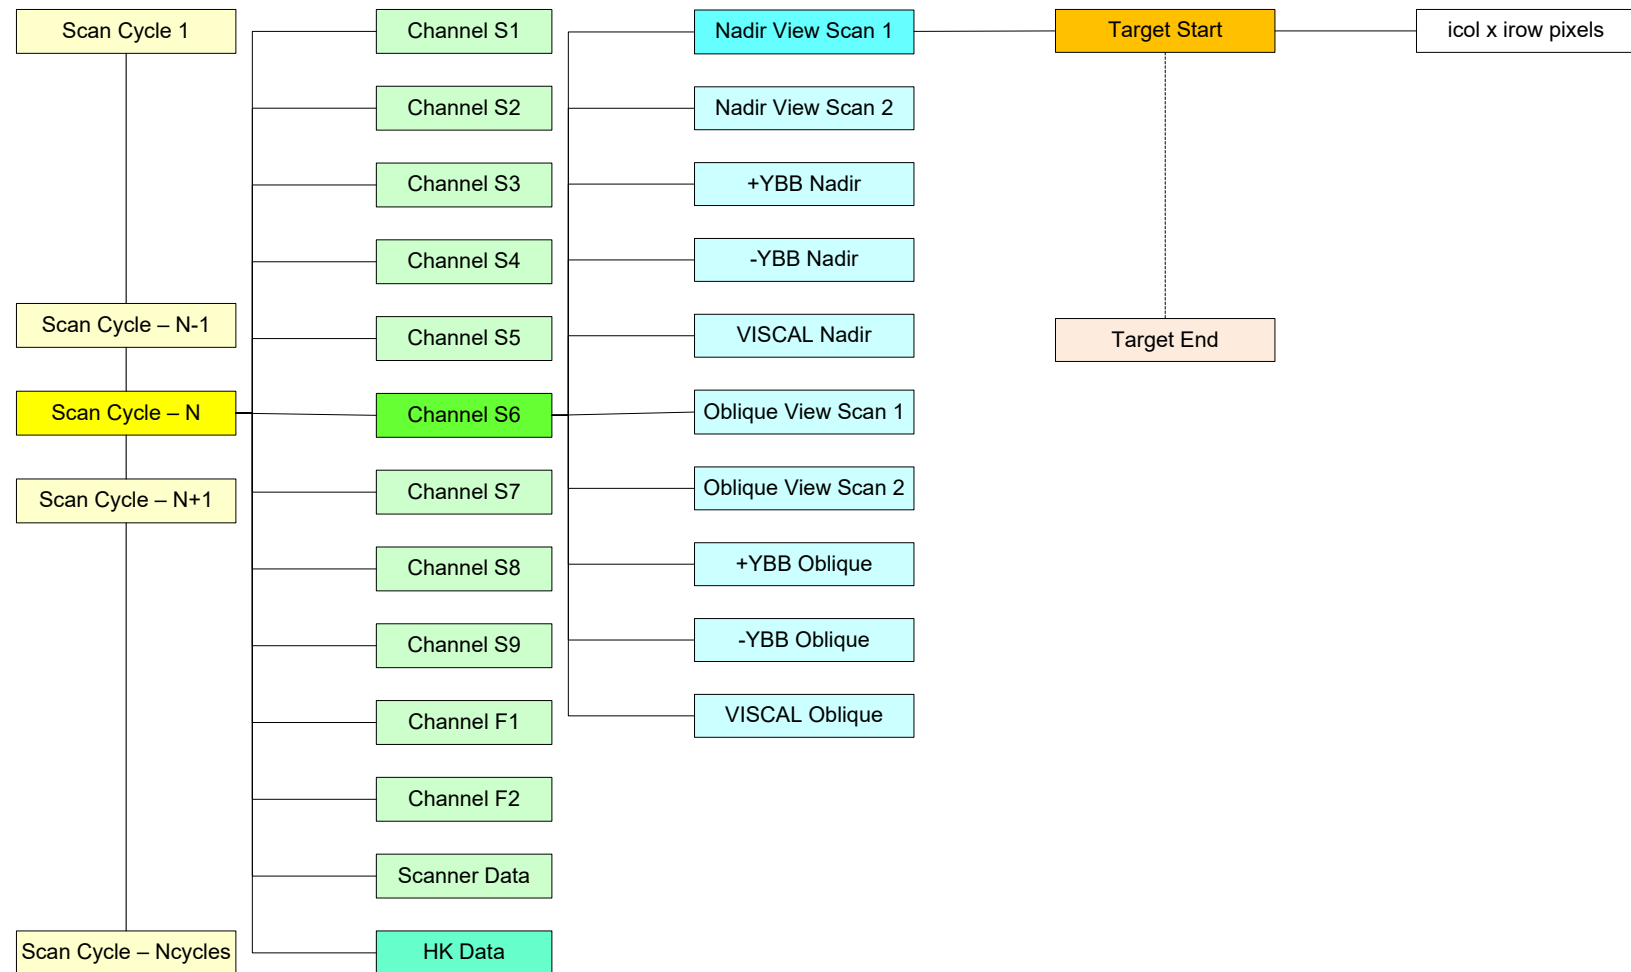 Scan Cycle 1
Scan Cycle – N-1
Scan Cycle – N
Scan Cycle – N+1
Scan Cycle – Ncycles
Channel S1
Channel S2
Channel S3
Channel S4
Channel S5
Channel S6
Channel S7
Channel S8
Channel S9
Channel F1
Channel F2
Scanner Data
HK Data
Nadir View Scan 1
Nadir View Scan 2
+YBB Nadir
-YBB Nadir
VISCAL Nadir
Oblique View Scan 1
Oblique View Scan 2
+YBB Oblique
-YBB Oblique
VISCAL Oblique
Target Start
Target End
icol x irow pixels